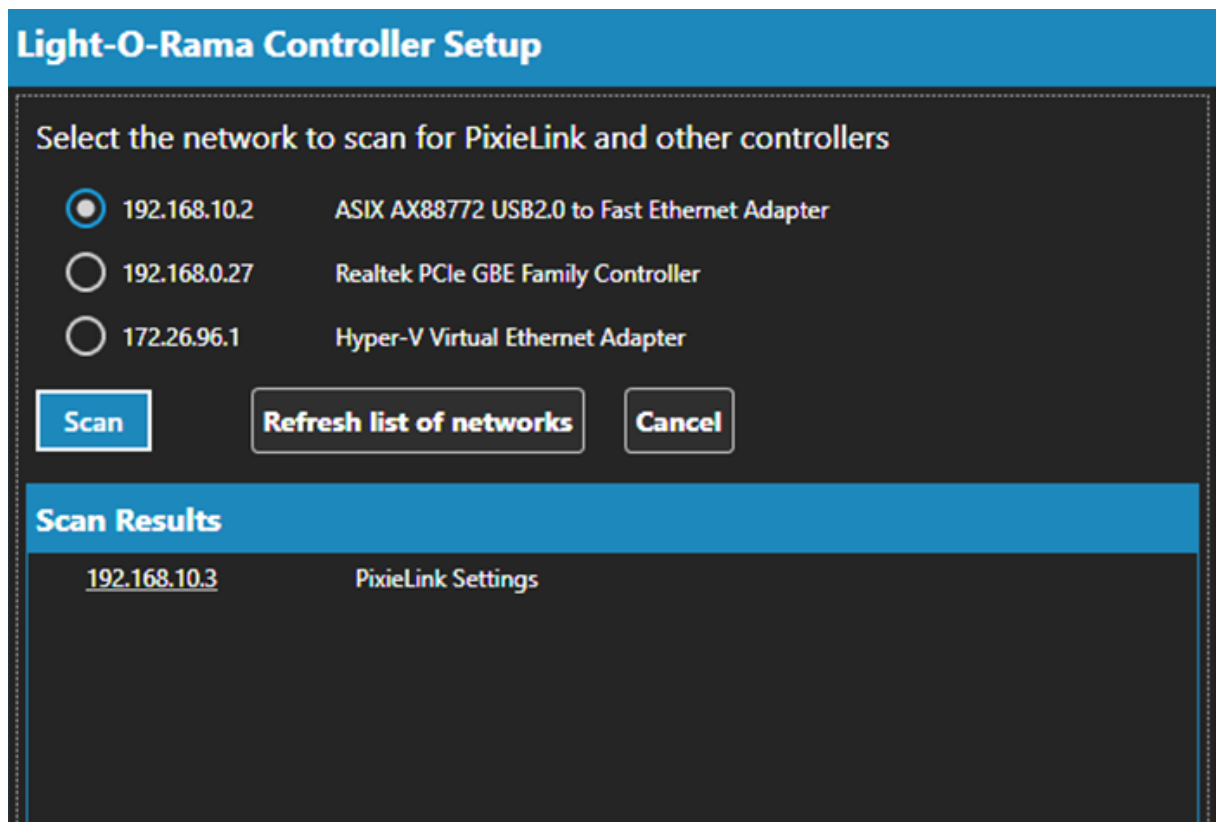 Light-O-Rama Controller Setup
Select the network to scan for PixieLink and other controllers
192.168.10.2 ASIX AX88772 USB2.0 to Fast Ethernet Adapter
192.168.0.27 Realtek PCIe GBE Family Controller
172.26.96.1 Hyper-V Virtual Ethernet Adapter
Scan Refresh list of networks Cancel
Scan Results
192.168.10.3 PixieLink Settings